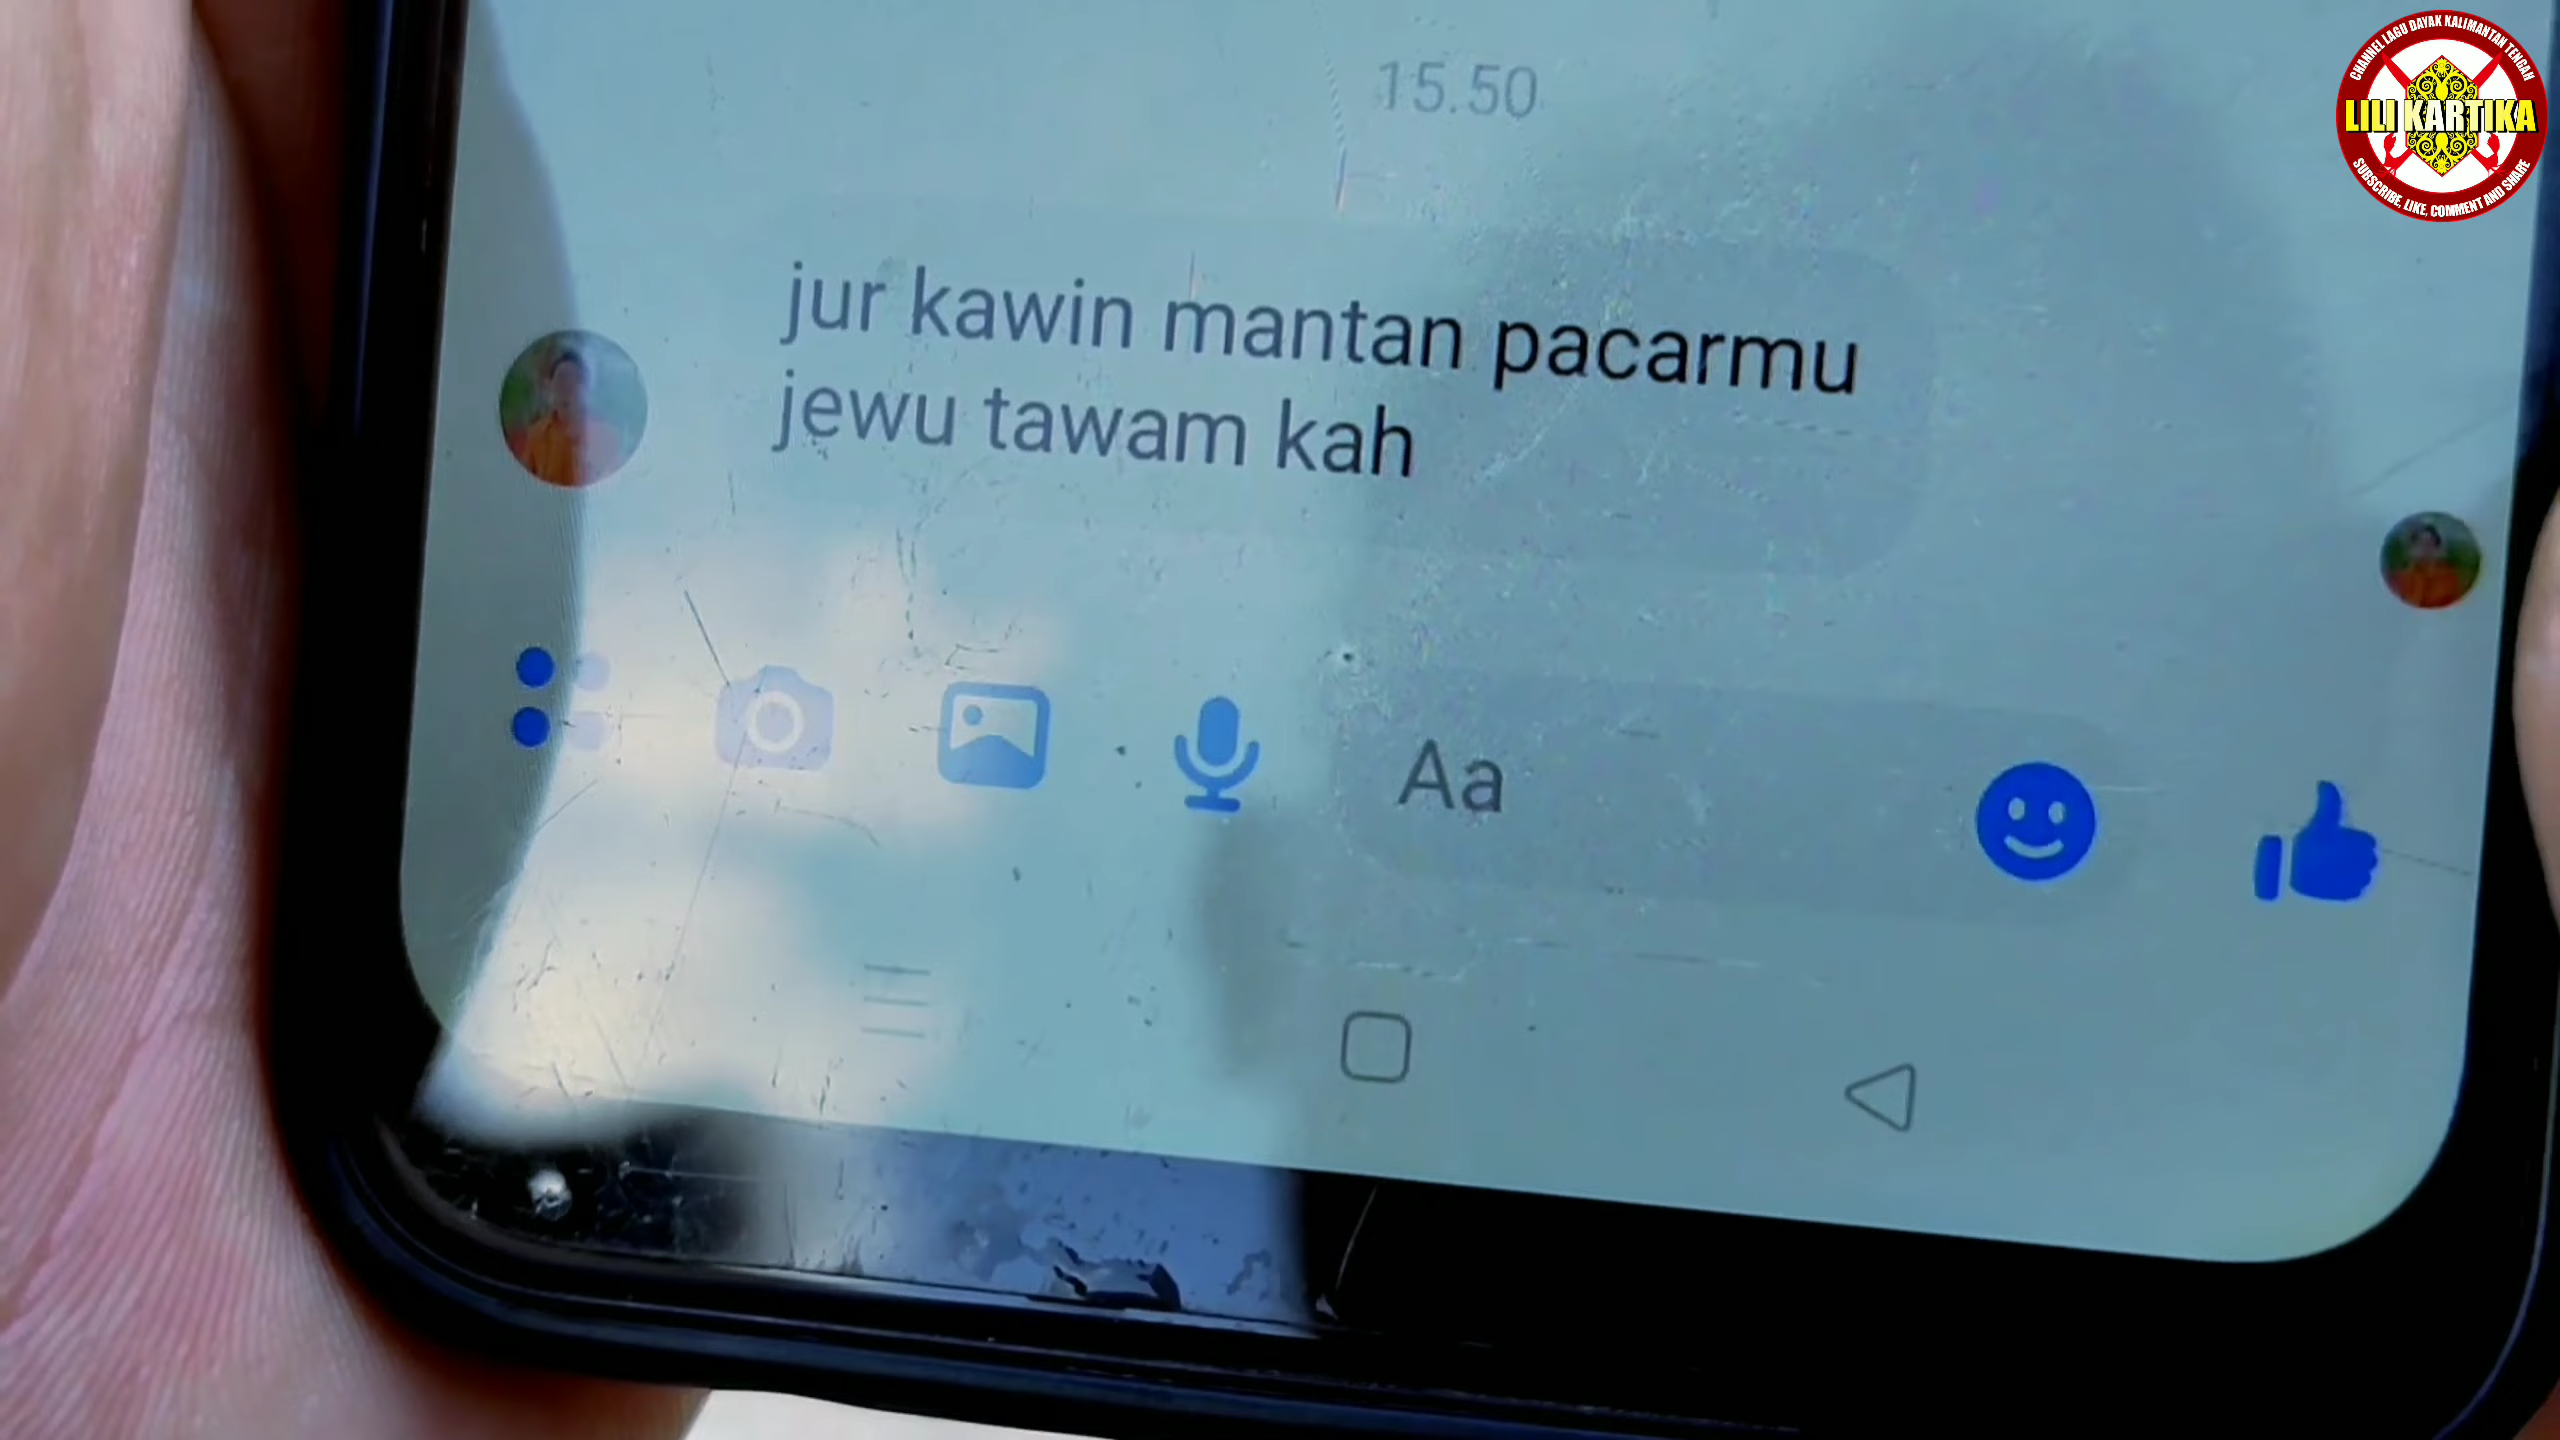 15.50
jur kawin mantan pacarmu
jewu tawam kah
Aa
CHANNEL LAGU DAYAK KALIMANTAN TENGAH
LILI KARTIKA
SUBSCRIBE, LIKE, COMMENT AND SHARE